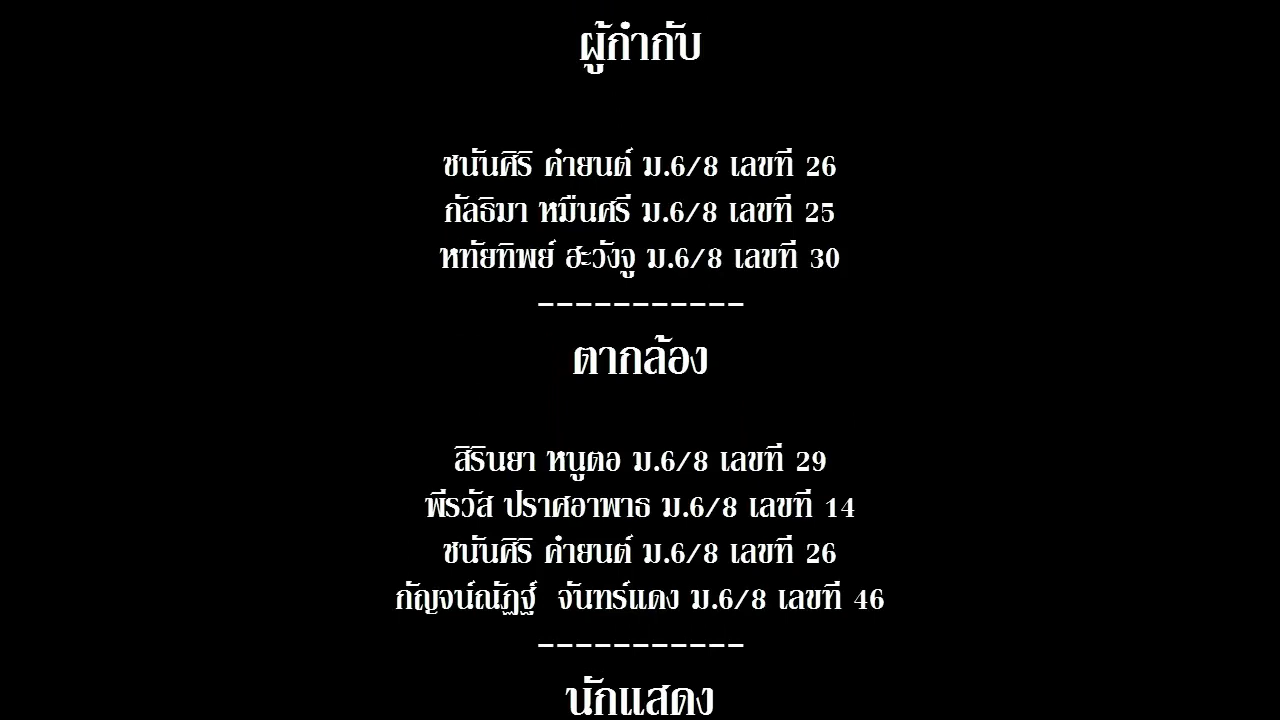 ผู้กำกับ
ชนันศิริ คำยนต์ ม.6/8 เลขที่ 26
กัลธิมา หมื่นศรี ม.6/8 เลขที่ 25
หทัยทิพย์ ฮะวังจู ม.6/8 เลขที่ 30
-----------
ตากล้อง
สิรินยา หนูตอ ม.6/8 เลขที่ 29
พีรวัส ปราศอาพาธ ม.6/8 เลขที่ 14
ชนันศิริ คำยนต์ ม.6/8 เลขที่ 26
กัญจน์ณัฏฐ์  จันทร์แดง ม.6/8 เลขที่ 46
-----------
นักแสดง